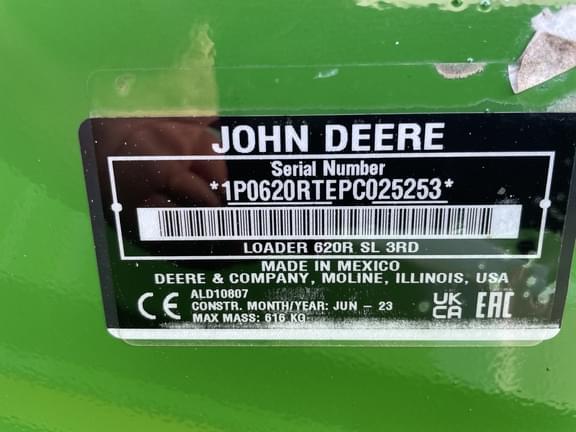 JOHN DEERE
Serial Number
*1P0620RTEPC025253*
LOADER 620R SL 3RD
MADE IN MEXICO
DEERE & COMPANY, MOLINE, ILLINOIS, USA
ALD10807
CONSTR. MONTH/YEAR: JUN - 23
MAX MASS: 616 KG
CE
UK
CA
EAC